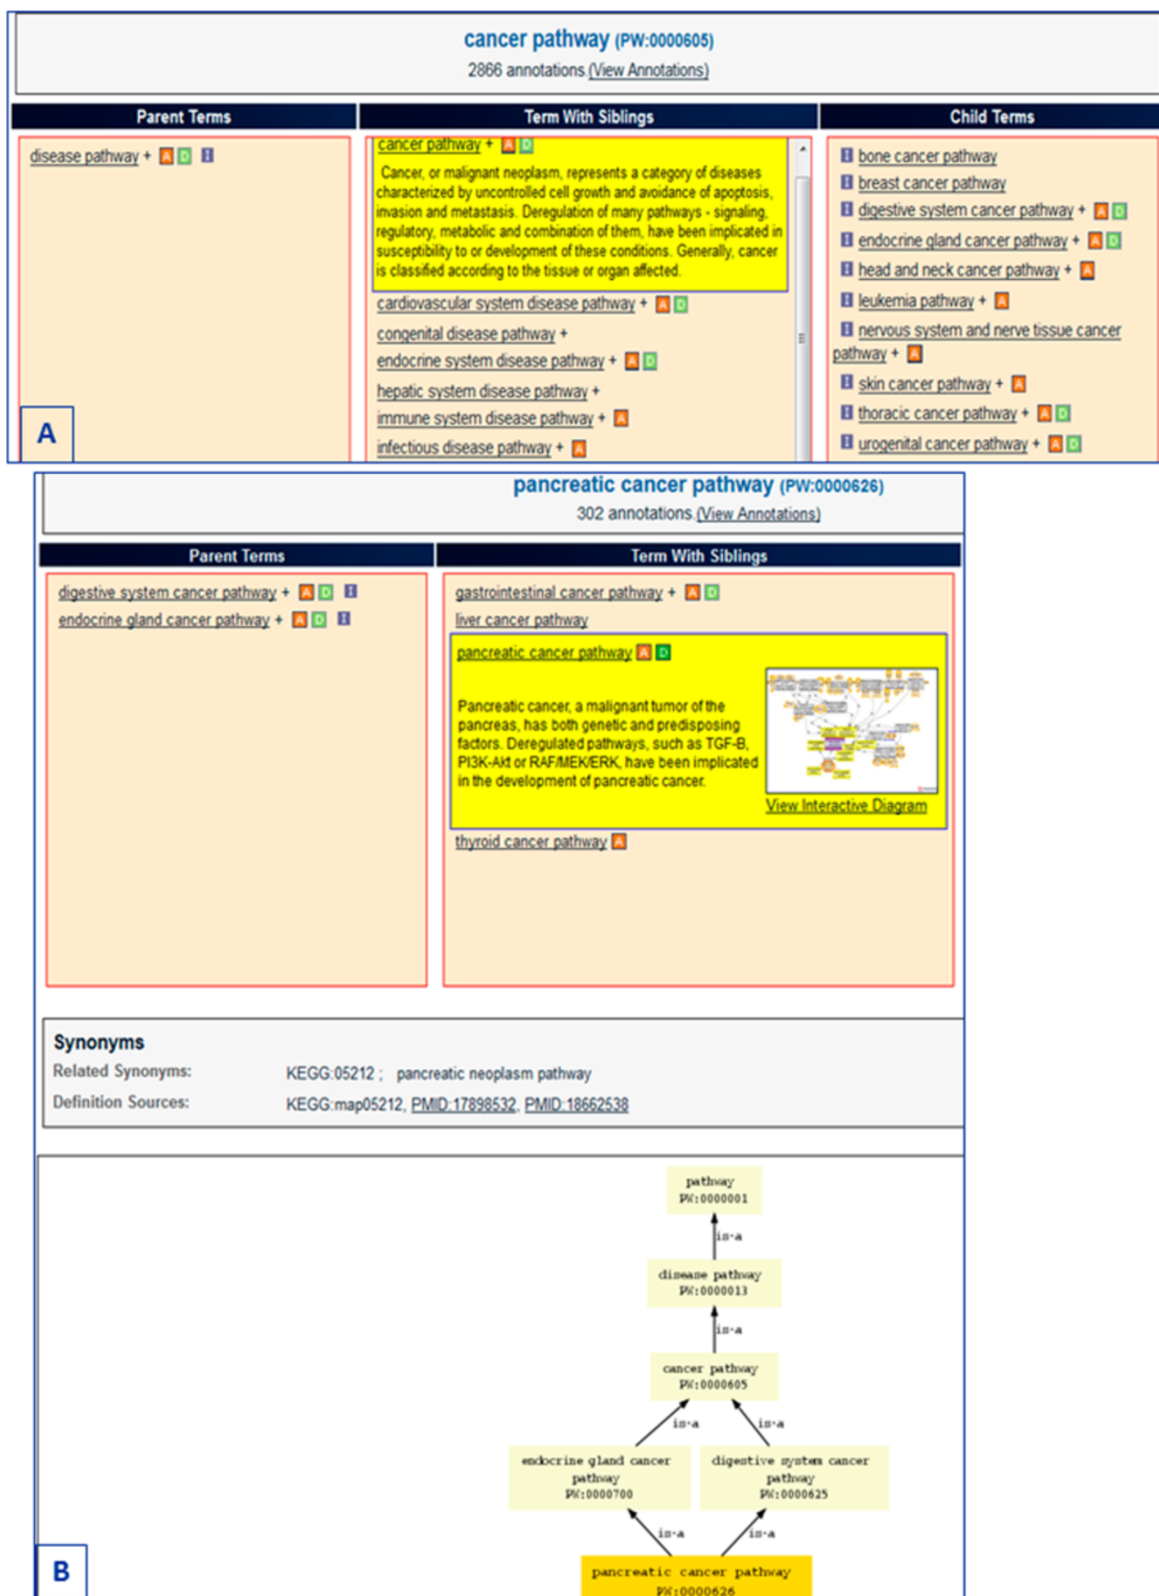 cancer pathway (PW:0000605)
2866 annotations.(View Annotations)
Parent Terms
Term With Siblings
Child Terms
disease pathway + A D I
cancer pathway + A D
Cancer, or malignant neoplasm, represents a category of diseases
characterized by uncontrolled cell growth and avoidance of apoptosis,
invasion and metastasis. Deregulation of many pathways - signaling,
regulatory, metabolic and combination of them, have been implicated in
susceptibility to or development of these conditions. Generally, cancer
is classified according to the tissue or organ affected.
cardiovascular system disease pathway + A D
congenital disease pathway +
endocrine system disease pathway + A D
hepatic system disease pathway +
immune system disease pathway + A
infectious disease pathway + A
I bone cancer pathway
I breast cancer pathway
I digestive system cancer pathway + A D
I endocrine gland cancer pathway + A D
I head and neck cancer pathway + A
I leukemia pathway + A
I nervous system and nerve tissue cancer
pathway + A
I skin cancer pathway + A
I thoracic cancer pathway + A D
I urogenital cancer pathway + A D
A
pancreatic cancer pathway (PW:0000626)
302 annotations.(View Annotations)
Parent Terms
Term With Siblings
digestive system cancer pathway + A D I
endocrine gland cancer pathway + A D I
gastrointestinal cancer pathway + A D
liver cancer pathway
pancreatic cancer pathway A D
Pancreatic cancer, a malignant tumor of the
pancreas, has both genetic and predisposing
factors. Deregulated pathways, such as TGF-B,
PI3K-Akt or RAF/MEK/ERK, have been implicated
in the development of pancreatic cancer.
View Interactive Diagram
thyroid cancer pathway A
Synonyms
Related Synonyms: KEGG:05212 ; pancreatic neoplasm pathway
Definition Sources: KEGG:map05212, PMID:17898532, PMID:18662538
pathway
PW:0000001
is-a
disease pathway
PW:0000013
is-a
cancer pathway
PW:0000605
is-a
is-a
endocrine gland cancer
pathway
PW:0000700
digestive system cancer
pathway
PW:0000625
is-a
is-a
pancreatic cancer pathway
PW:0000626
B